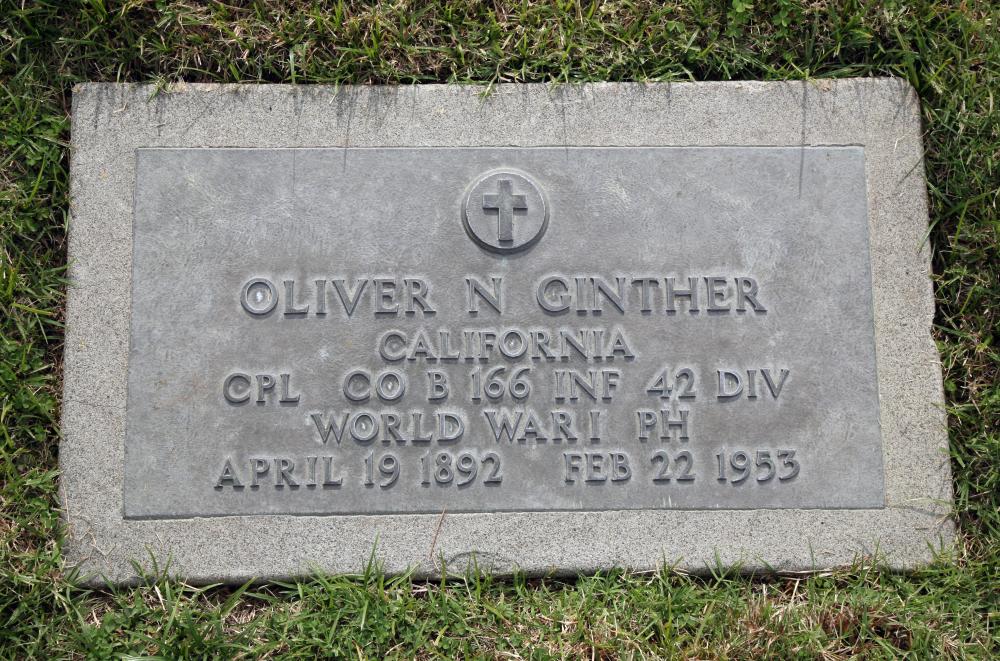 OLIVER N GINTHER
CALIFORNIA
CPL CO B 166 INF 42 DIV
WORLD WAR I PH
APRIL 19 1892 FEB 22 1953